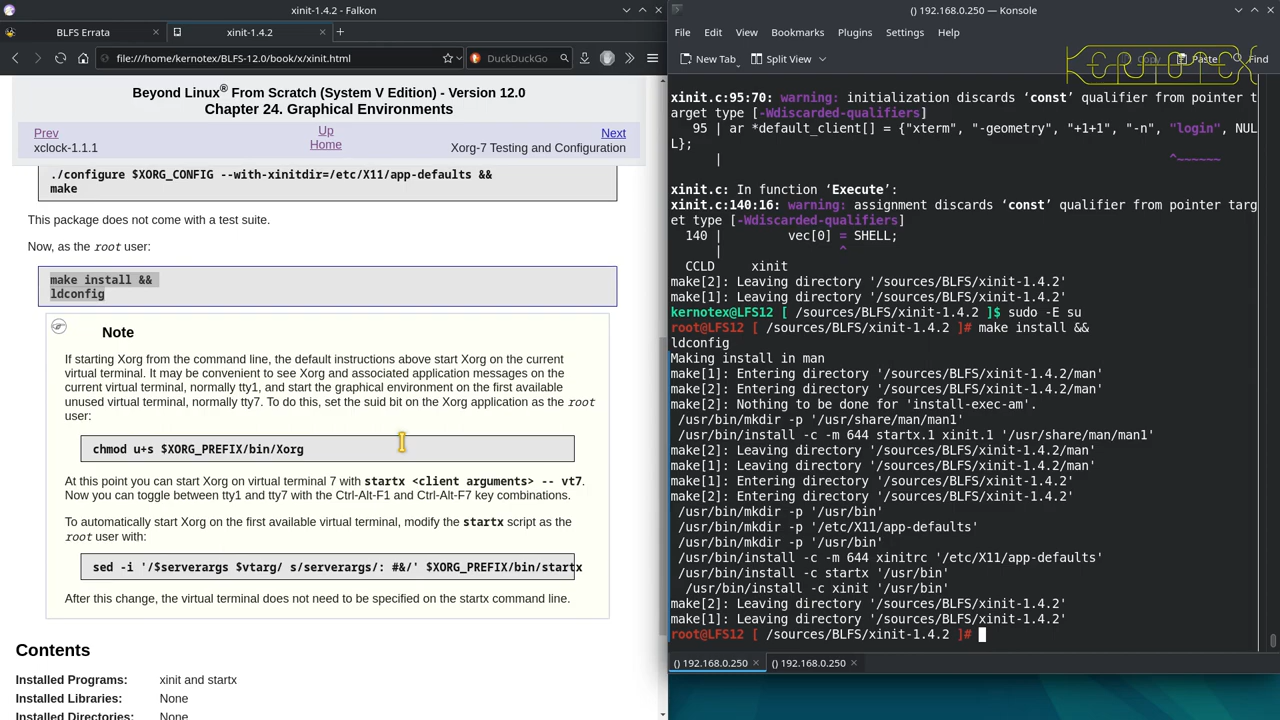 xinit-1.4.2 / Falkon
BLFS Errata
xinit-1.4.2
file:///home/kernotex/BLFS-12.0/book/x/xinit.html
DuckDuckGo
Beyond Linux® From Scratch (System V Edition) - Version 12.0
Chapter 24. Graphical Environments
Prev
Up
Next
xclock-1.1.1
Home
Xorg-7 Testing and Configuration
./configure $XORG_CONFIG --with-xinitdir=/etc/X11/app-defaults &&
make
This package does not come with a test suite.
Now, as the root user:
make install &&
ldconfig
Note
If starting Xorg from the command line, the default instructions above start Xorg on the current
virtual terminal. It may be convenient to see Xorg and associated application messages on the
current virtual terminal, normally tty1, and start the graphical environment on the first available
unused virtual terminal, normally tty7. To do this, set the suid bit on the Xorg application as the root
user:
chmod u+s $XORG_PREFIX/bin/Xorg
At this point you can start Xorg on virtual terminal 7 with startx <client arguments> -- vt7.
Now you can toggle between tty1 and tty7 with the Ctrl-Alt-F1 and Ctrl-Alt-F7 key combinations.
To automatically start Xorg on the first available virtual terminal, modify the startx script as the
root user with:
sed -i '/$serverargs $vtarg/ s/serverargs/: #&/' $XORG_PREFIX/bin/startx
After this change, the virtual terminal does not need to be specified on the startx command line.
Contents
Installed Programs: xinit and startx
Installed Libraries: None
Installed Directories: None
() 192.168.0.250 — Konsole
File Edit View Bookmarks Plugins Settings Help
New Tab Split View Copy Paste Find
KERNOTEX
xinit.c:95:70: warning: initialization discards ‘const’ qualifier from pointer t
arget type [-Wdiscarded-qualifiers]
95 | ar *default_client[] = {"xterm", "-geometry", "+1+1", "-n", "login", NUL
L};
| ^~~~~~~
xinit.c: In function ‘Execute’:
xinit.c:140:16: warning: assignment discards ‘const’ qualifier from pointer targ
et type [-Wdiscarded-qualifiers]
140 | vec[0] = SHELL;
| ^
CCLD xinit
make[2]: Leaving directory '/sources/BLFS/xinit-1.4.2'
make[1]: Leaving directory '/sources/BLFS/xinit-1.4.2'
kernotex@LFS12 [ /sources/BLFS/xinit-1.4.2 ]$ sudo -E su
root@LFS12 [ /sources/BLFS/xinit-1.4.2 ]# make install &&
ldconfig
Making install in man
make[1]: Entering directory '/sources/BLFS/xinit-1.4.2/man'
make[2]: Entering directory '/sources/BLFS/xinit-1.4.2/man'
make[2]: Nothing to be done for 'install-exec-am'.
/usr/bin/mkdir -p '/usr/share/man/man1'
/usr/bin/install -c -m 644 startx.1 xinit.1 '/usr/share/man/man1'
make[2]: Leaving directory '/sources/BLFS/xinit-1.4.2/man'
make[1]: Leaving directory '/sources/BLFS/xinit-1.4.2/man'
make[1]: Entering directory '/sources/BLFS/xinit-1.4.2'
make[2]: Entering directory '/sources/BLFS/xinit-1.4.2'
/usr/bin/mkdir -p '/usr/bin'
/usr/bin/mkdir -p '/etc/X11/app-defaults'
/usr/bin/mkdir -p '/usr/bin'
/usr/bin/install -c -m 644 xinitrc '/etc/X11/app-defaults'
/usr/bin/install -c startx '/usr/bin'
/usr/bin/install -c xinit '/usr/bin'
make[2]: Leaving directory '/sources/BLFS/xinit-1.4.2'
make[1]: Leaving directory '/sources/BLFS/xinit-1.4.2'
root@LFS12 [ /sources/BLFS/xinit-1.4.2 ]#
() 192.168.0.250
() 192.168.0.250